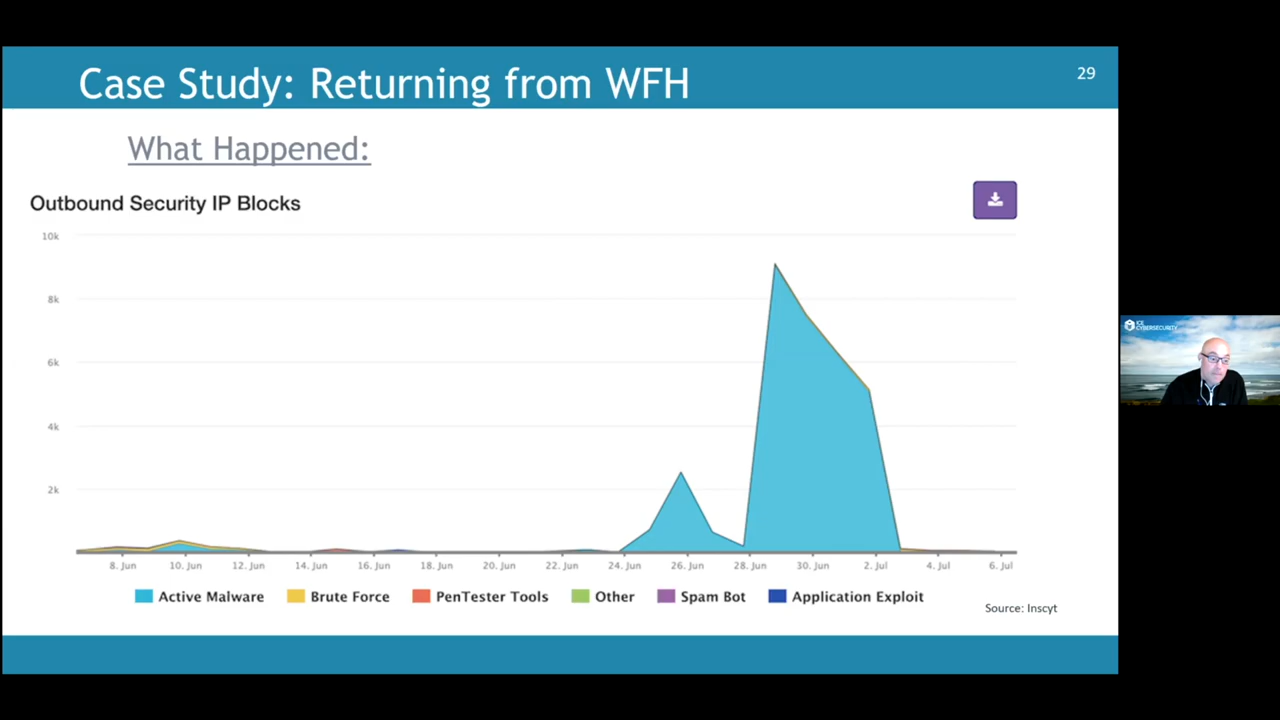 Case Study: Returning from WFH
29
What Happened:
Outbound Security IP Blocks
10k
8k
6k
4k
2k
8. Jun 10. Jun 12. Jun 14. Jun 16. Jun 18. Jun 20. Jun 22. Jun 24. Jun 26. Jun 28. Jun 30. Jun 2. Jul 4. Jul 6. Jul
Active Malware Brute Force PenTester Tools Other Spam Bot Application Exploit
Source: Inscyt
ICE
CYBERSECURITY